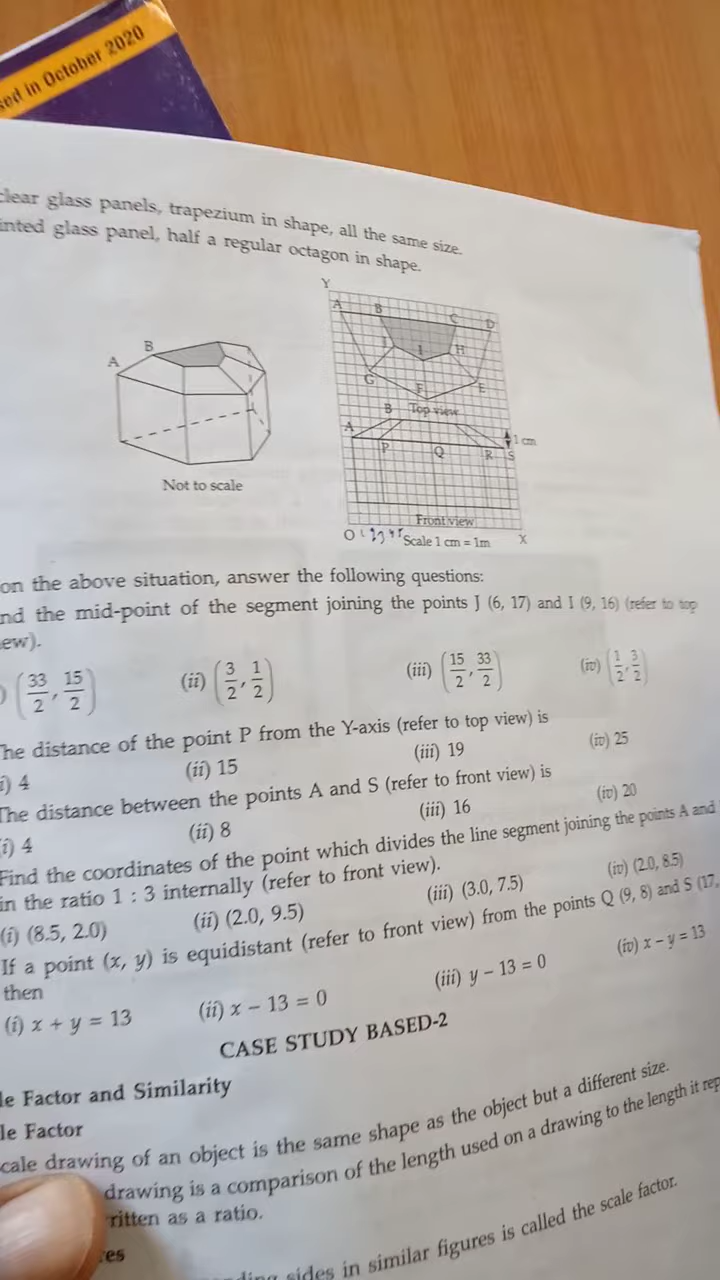 sed in October 2020
clear glass panels, trapezium in shape, all the same size.
inted glass panel, half a regular octagon in shape.
Y
A B C D
J I H
G F E
Top view
B
A
A B
1 cm
P Q R S
Not to scale
Front view
O Scale 1 cm = 1m X
on the above situation, answer the following questions:
nd the mid-point of the segment joining the points J (6, 17) and I (9, 16) (refer to top
ew).
) (33/2, 15/2) (ii) (3/2, 1/2) (iii) (15/2, 33/2) (iv) (1/2, 3/2)
The distance of the point P from the Y-axis (refer to top view) is
i) 4 (ii) 15 (iii) 19 (iv) 25
The distance between the points A and S (refer to front view) is
(i) 4 (ii) 8 (iii) 16 (iv) 20
Find the coordinates of the point which divides the line segment joining the points A and
in the ratio 1 : 3 internally (refer to front view).
(i) (8.5, 2.0) (ii) (2.0, 9.5) (iii) (3.0, 7.5) (iv) (2.0, 8.5)
If a point (x, y) is equidistant (refer to front view) from the points Q (9, 8) and S (17,
then
(i) x + y = 13 (ii) x – 13 = 0 (iii) y – 13 = 0 (iv) x – y = 13
CASE STUDY BASED-2
le Factor and Similarity
le Factor
cale drawing of an object is the same shape as the object but a different size.
drawing is a comparison of the length used on a drawing to the length it rep
ritten as a ratio.
res
ding sides in similar figures is called the scale factor.